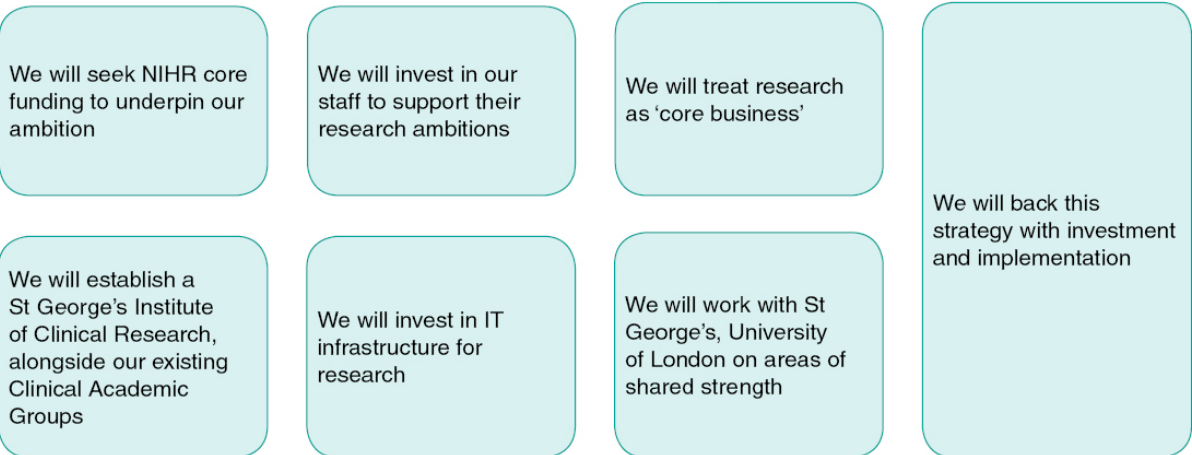 We will seek NIHR core
funding to underpin our
ambition
We will invest in our
staff to support their
research ambitions
We will treat research
as ‘core business’
We will back this
strategy with investment
and implementation
We will establish a
St George’s Institute
of Clinical Research,
alongside our existing
Clinical Academic
Groups
We will invest in IT
infrastructure for
research
We will work with St
George’s, University
of London on areas of
shared strength